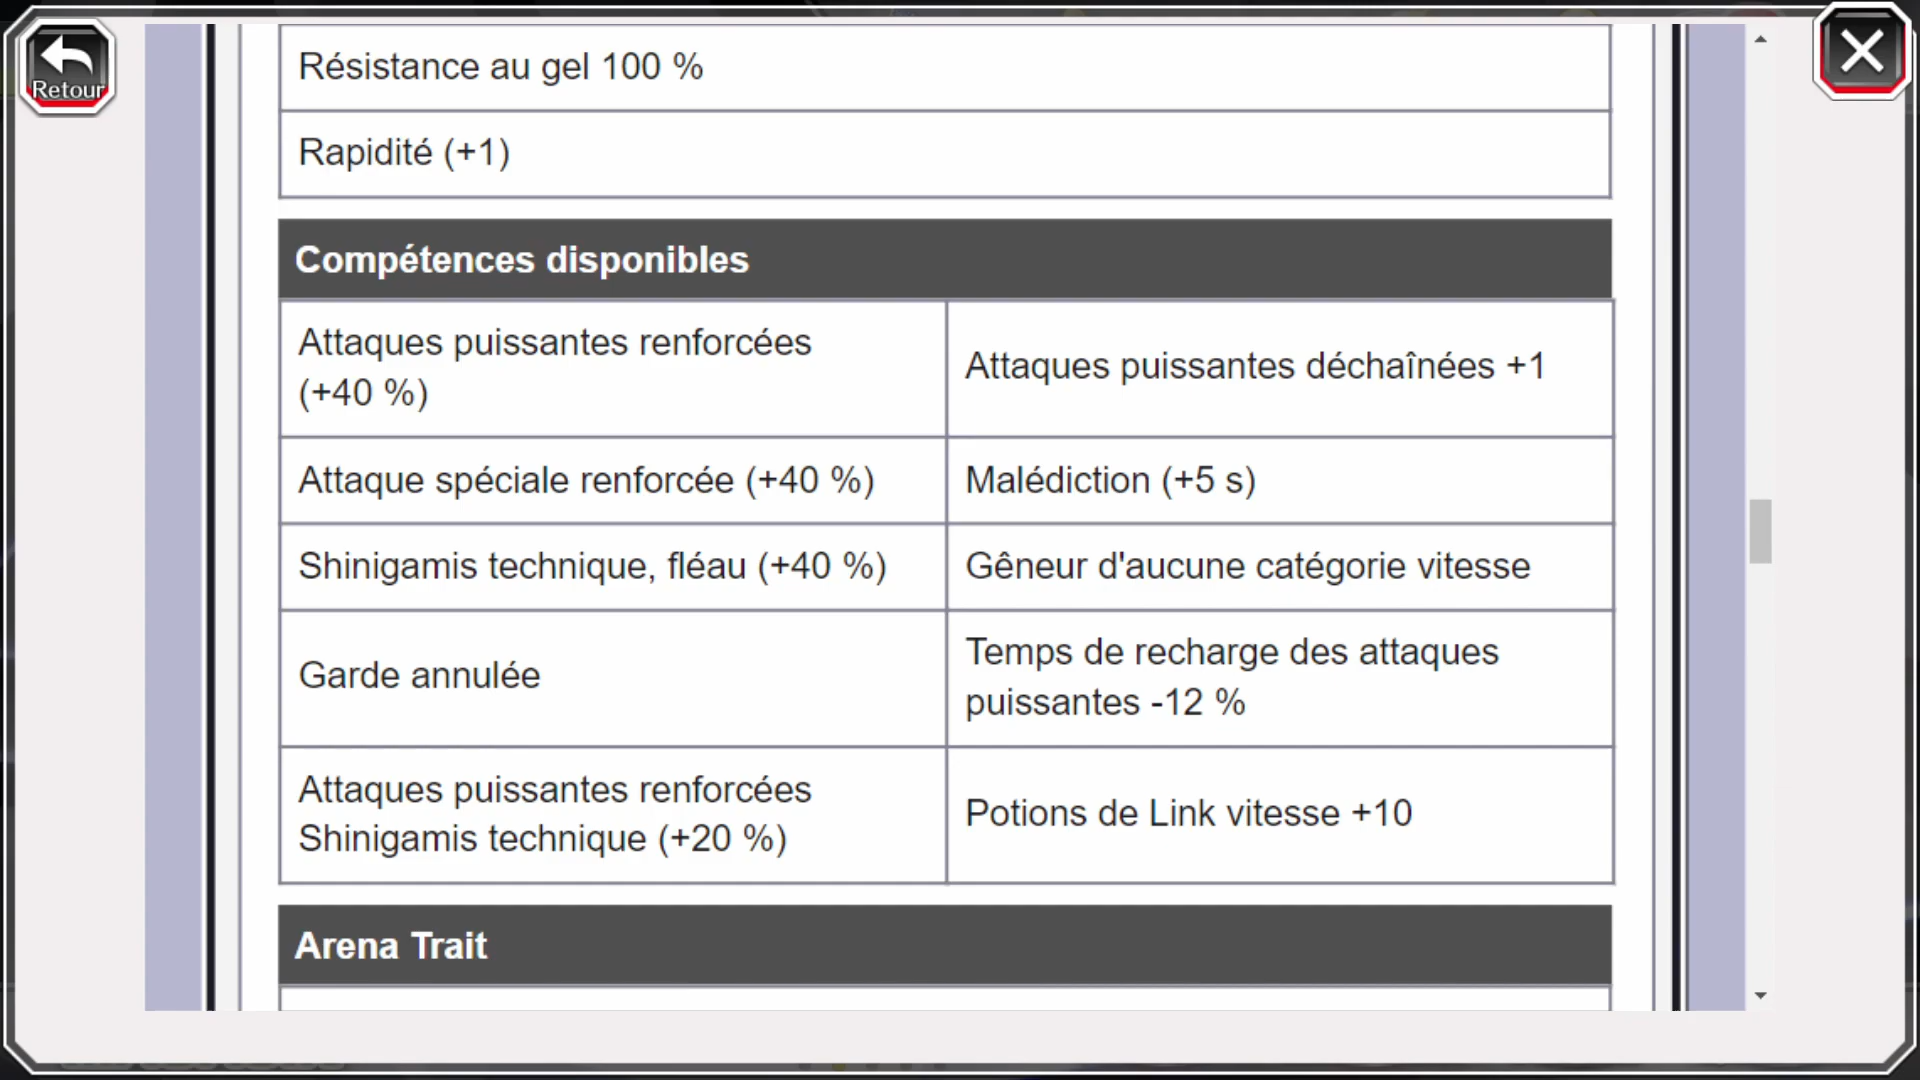 Retour
Résistance au gel 100 %
Rapidité (+1)
Compétences disponibles
Attaques puissantes renforcées
(+40 %)
Attaques puissantes déchaînées +1
Attaque spéciale renforcée (+40 %)
Malédiction (+5 s)
Shinigamis technique, fléau (+40 %)
Gêneur d'aucune catégorie vitesse
Garde annulée
Temps de recharge des attaques
puissantes -12 %
Attaques puissantes renforcées
Shinigamis technique (+20 %)
Potions de Link vitesse +10
Arena Trait